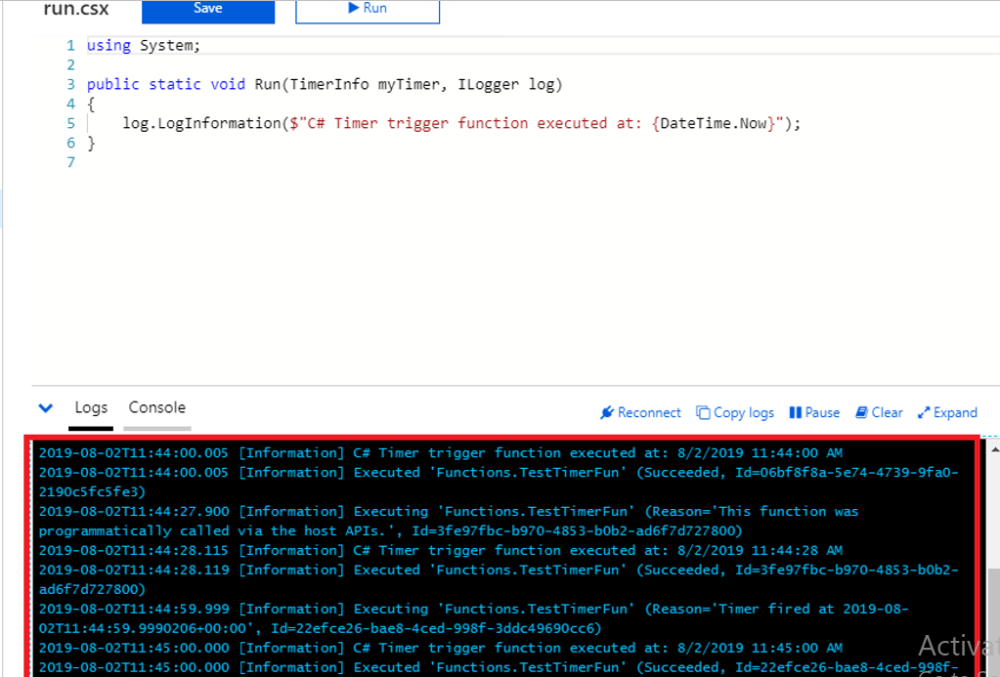 run.csx Save Run
1 using System;
2
3 public static void Run(TimerInfo myTimer, ILogger log)
4 {
5 log.LogInformation($"C# Timer trigger function executed at: {DateTime.Now}");
6 }
7
Logs Console Reconnect Copy logs Pause Clear Expand
2019-08-02T11:44:00.005 [Information] C# Timer trigger function executed at: 8/2/2019 11:44:00 AM
2019-08-02T11:44:00.005 [Information] Executed 'Functions.TestTimerFun' (Succeeded, Id=06bf8f8a-5e74-4739-9fa0-
2190c5fc5fe3)
2019-08-02T11:44:27.900 [Information] Executing 'Functions.TestTimerFun' (Reason='This function was
programmatically called via the host APIs.', Id=3fe97fbc-b970-4853-b0b2-ad6f7d727800)
2019-08-02T11:44:28.115 [Information] C# Timer trigger function executed at: 8/2/2019 11:44:28 AM
2019-08-02T11:44:28.119 [Information] Executed 'Functions.TestTimerFun' (Succeeded, Id=3fe97fbc-b970-4853-b0b2-
ad6f7d727800)
2019-08-02T11:44:59.999 [Information] Executing 'Functions.TestTimerFun' (Reason='Timer fired at 2019-08-
02T11:44:59.9990206+00:00', Id=22efce26-bae8-4ced-998f-3ddc49690cc6)
2019-08-02T11:45:00.000 [Information] C# Timer trigger function executed at: 8/2/2019 11:45:00 AM
Activat
2019-08-02T11:45:00.000 [Information] Executed 'Functions.TestTimerFun' (Succeeded, Id=22efce26-bae8-4ced-998f-